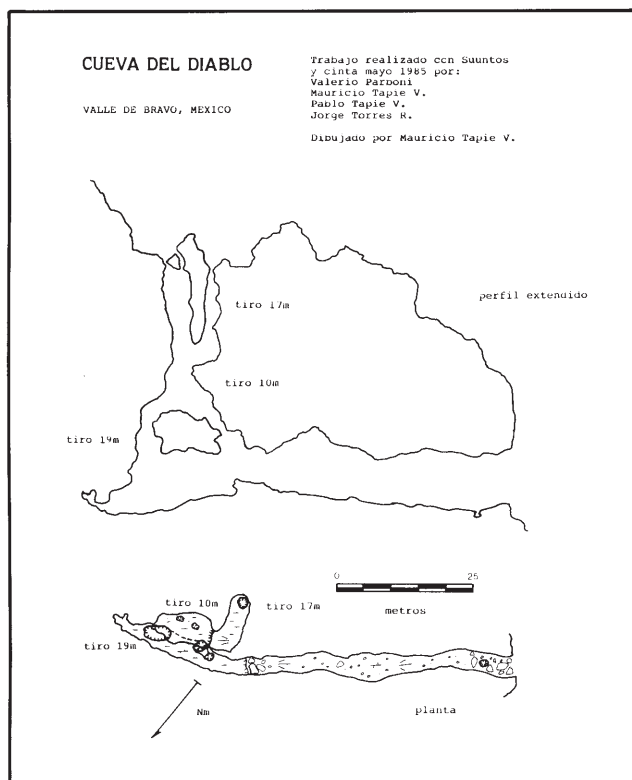 CUEVA DEL DIABLO
VALLE DE BRAVO, MEXICO
Trabajo realizado con Suuntos
y cinta mayo 1985 por:
Valerio Parboni
Mauricio Tapie V.
Pablo Tapie V.
Jorge Torres R.
Dibujado por Mauricio Tapie V.
tiro 17m
perfil extendido
tiro 10m
tiro 19m
0 25
metros
tiro 10m
tiro 17m
tiro 19m
Nm
planta